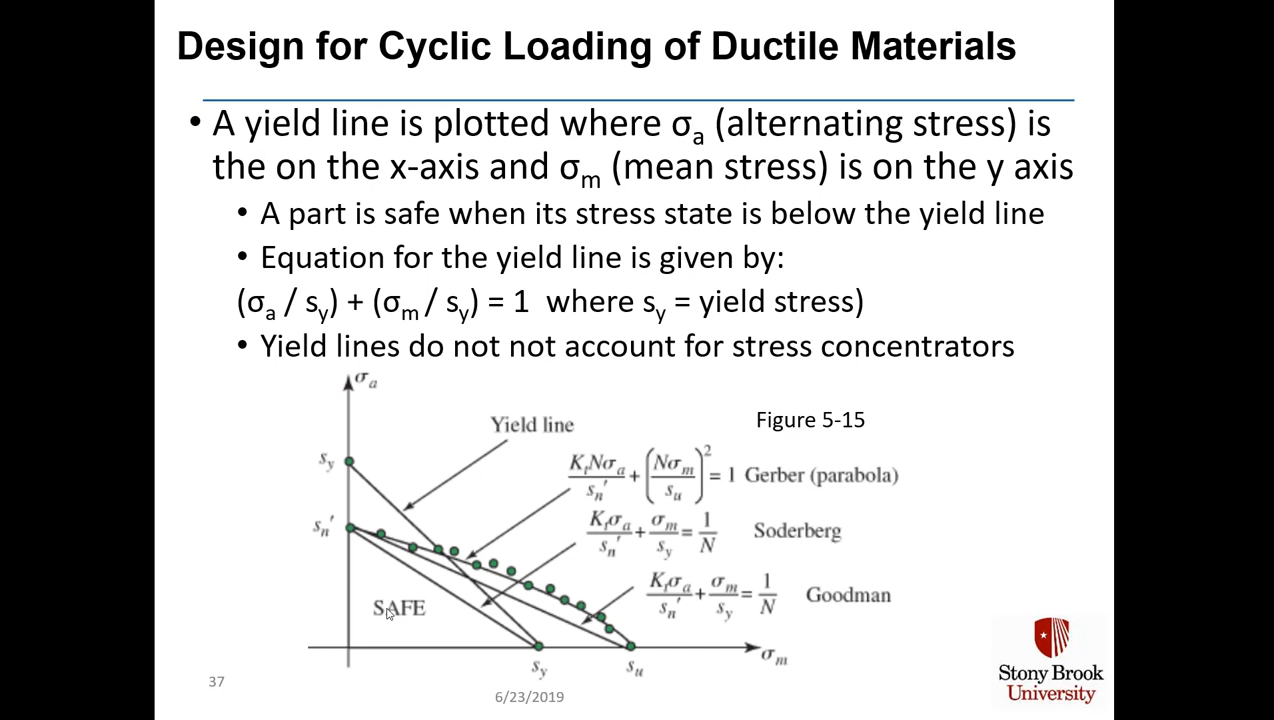 Design for Cyclic Loading of Ductile Materials
• A yield line is plotted where σa (alternating stress) is
the on the x-axis and σm (mean stress) is on the y axis
• A part is safe when its stress state is below the yield line
• Equation for the yield line is given by:
(σa / sy) + (σm / sy) = 1 where sy = yield stress)
• Yield lines do not not account for stress concentrators
σa
Yield line
Figure 5-15
sy
KtNσa/sn′ + (Nσm/su)² = 1 Gerber (parabola)
sn′
Ktσa/sn′ + σm/sy = 1/N Soderberg
Ktσa/sn′ + σm/sy = 1/N Goodman
SAFE
sy
su
σm
37
6/23/2019
Stony Brook
University